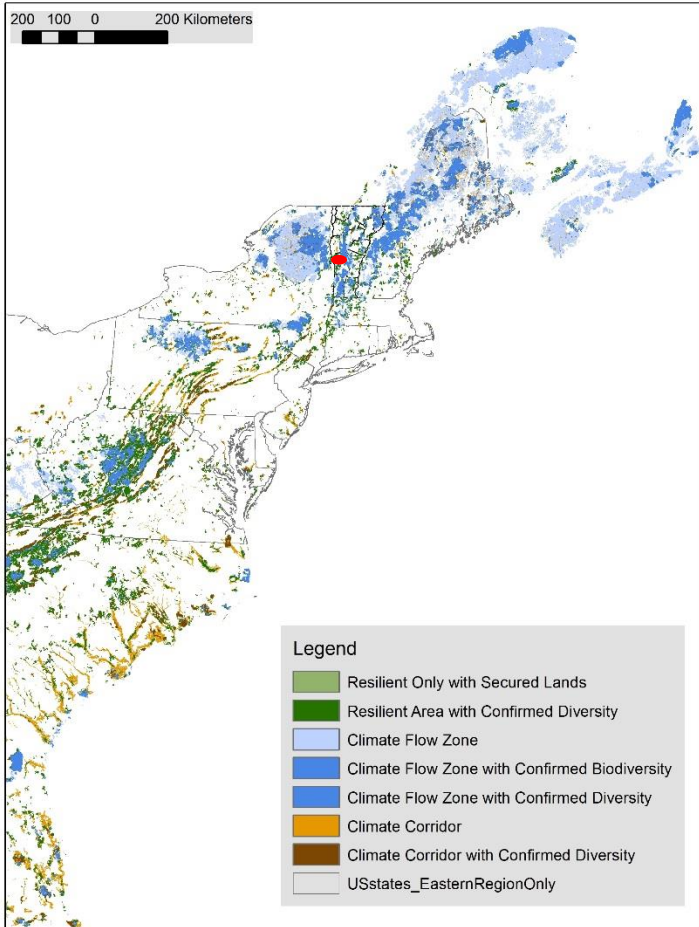 200 100 0 200 Kilometers
Legend
Resilient Only with Secured Lands
Resilient Area with Confirmed Diversity
Climate Flow Zone
Climate Flow Zone with Confirmed Biodiversity
Climate Flow Zone with Confirmed Diversity
Climate Corridor
Climate Corridor with Confirmed Diversity
USstates_EasternRegionOnly